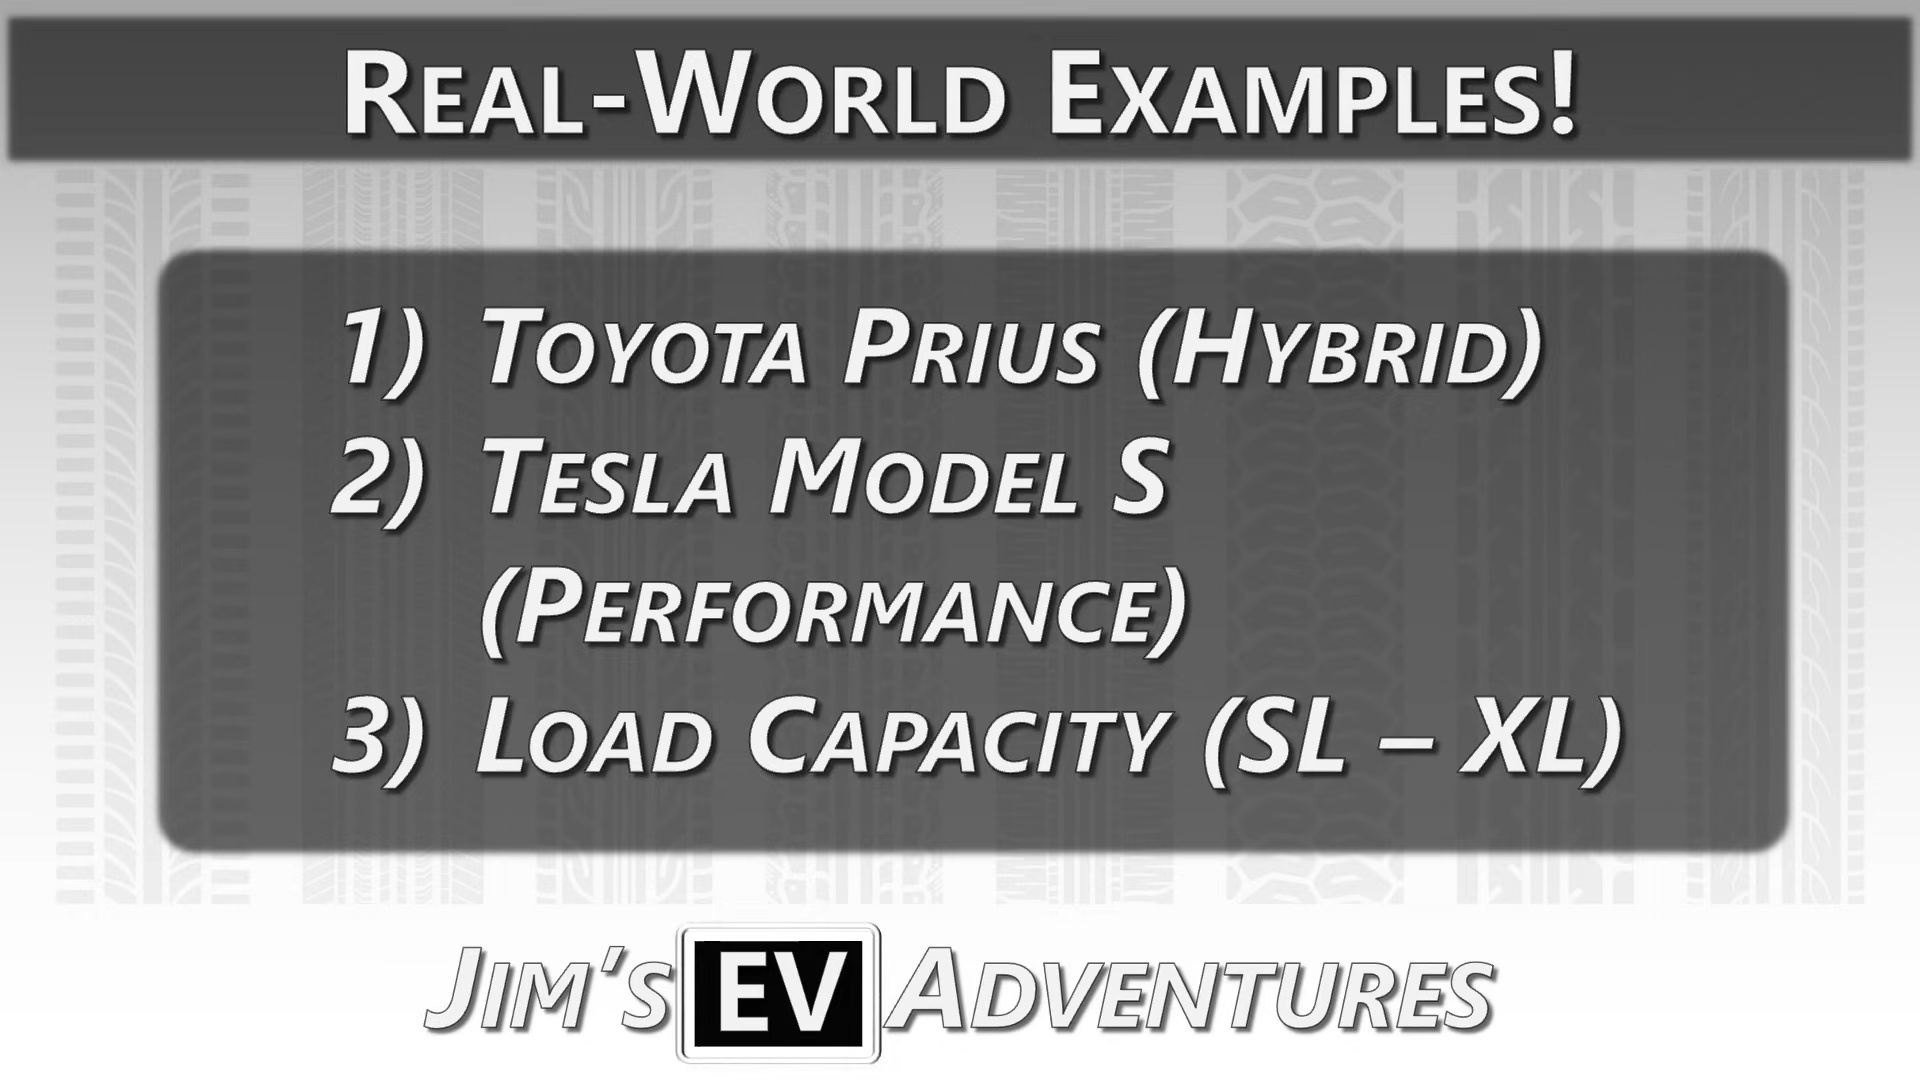 Real-World Examples!
1) Toyota Prius (Hybrid)
2) Tesla Model S
(Performance)
3) Load Capacity (SL – XL)
Jim's EV Adventures